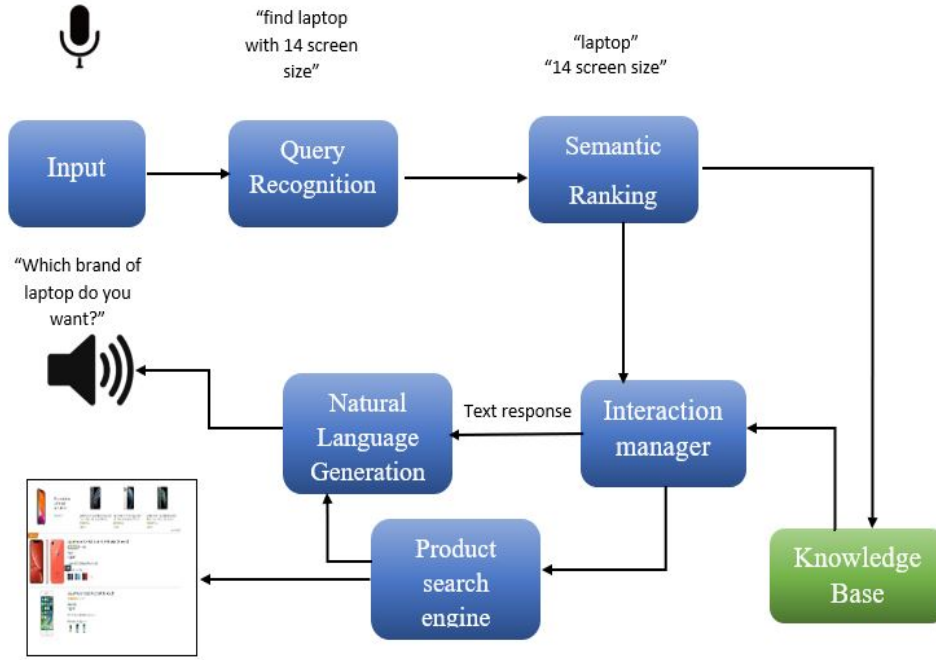 “find laptop
with 14 screen
size”
“laptop”
“14 screen size”
Input
Query
Recognition
Semantic
Ranking
“Which brand of
laptop do you
want?”
Natural
Language
Generation
Text response
Interaction
manager
Product
search
engine
Knowledge
Base